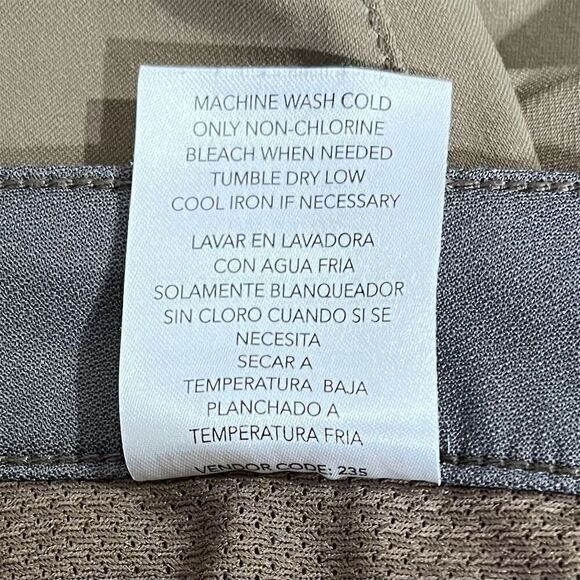 MACHINE WASH COLD
ONLY NON-CHLORINE
BLEACH WHEN NEEDED
TUMBLE DRY LOW
COOL IRON IF NECESSARY
LAVAR EN LAVADORA
CON AGUA FRIA
SOLAMENTE BLANQUEADOR
SIN CLORO CUANDO SI SE
NECESITA
SECAR A
TEMPERATURA BAJA
PLANCHADO A
TEMPERATURA FRIA
VENDOR CODE: 235